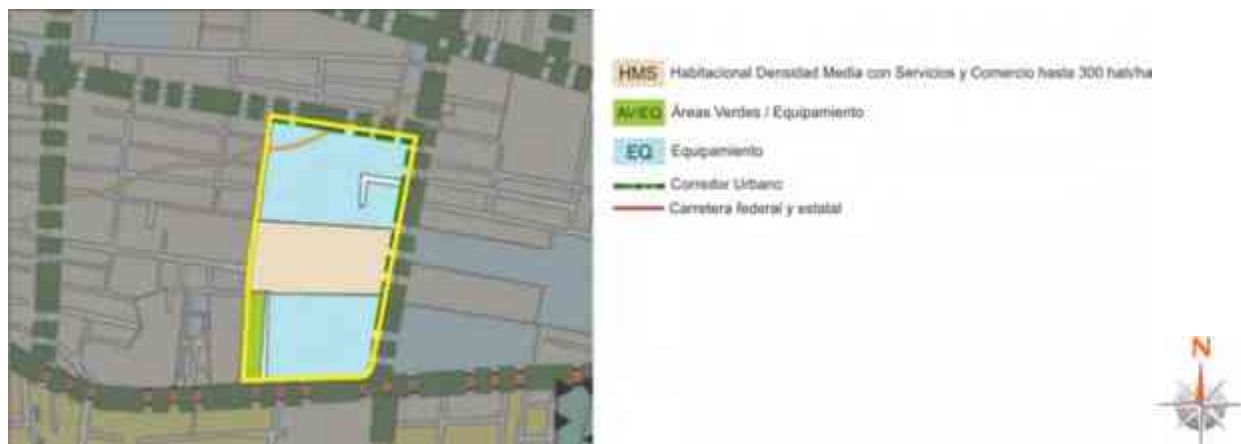 HMS Habitacional Densidad Media con Servicios y Comercio hasta 300 hab/ha
AV/EQ Áreas Verdes / Equipamiento
EQ Equipamiento
Corredor Urbano
Carretera federal y estatal
N